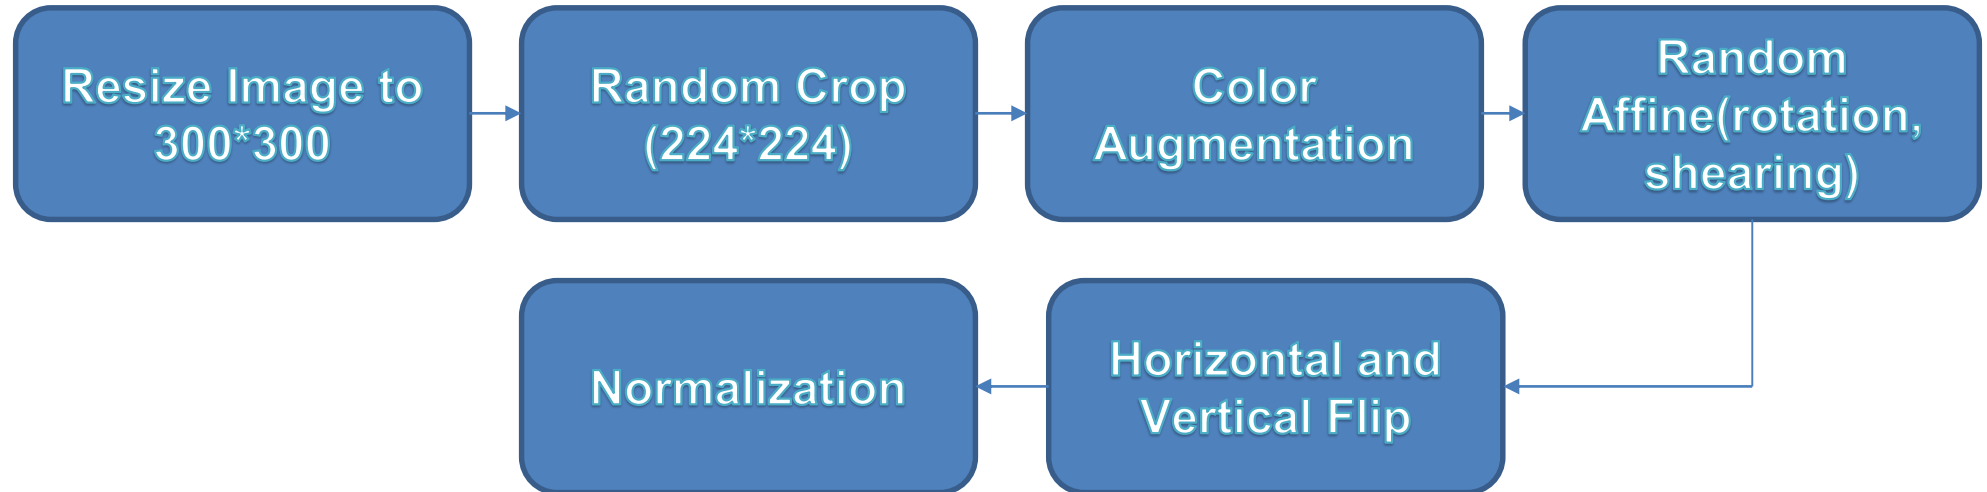 Resize Image to
300*300
Random Crop
(224*224)
Color
Augmentation
Random
Affine(rotation,
shearing)
Horizontal and
Vertical Flip
Normalization